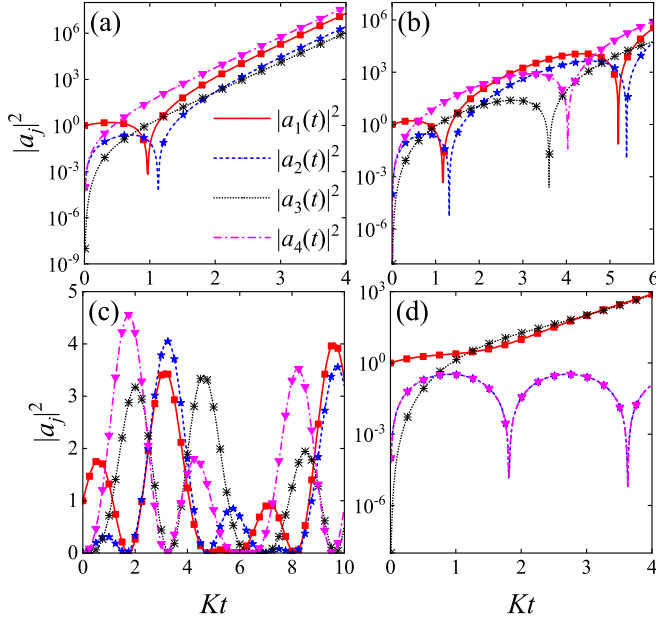 (a)
(b)
10^6
10^3
10^0
10^-3
10^-6
10^-9
|a_j|^2
|a_1(t)|^2
|a_2(t)|^2
|a_3(t)|^2
|a_4(t)|^2
0 1 2 3 4
10^6
10^3
10^0
10^-3
10^-6
0 1 2 3 4 5 6
(c)
(d)
5
4
3
2
1
0
|a_j|^2
0 2 4 6 8 10
Kt
10^3
10^0
10^-3
10^-6
0 1 2 3 4
Kt